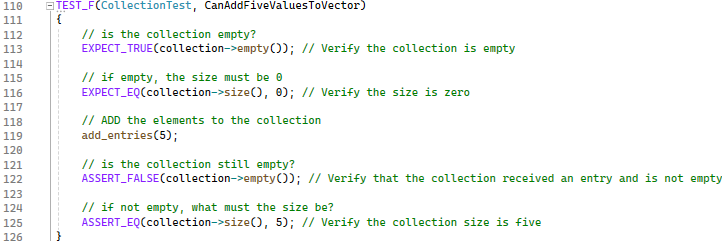 110 TEST_F(CollectionTest, CanAddFiveValuesToVector)
111 {
112 // is the collection empty?
113 EXPECT_TRUE(collection->empty()); // Verify the collection is empty
114
115 // if empty, the size must be 0
116 EXPECT_EQ(collection->size(), 0); // Verify the size is zero
117
118 // ADD the elements to the collection
119 add_entries(5);
120
121 // is the collection still empty?
122 ASSERT_FALSE(collection->empty()); // Verify that the collection received an entry and is not empty
123
124 // if not empty, what must the size be?
125 ASSERT_EQ(collection->size(), 5); // Verify the collection size is five
126 }